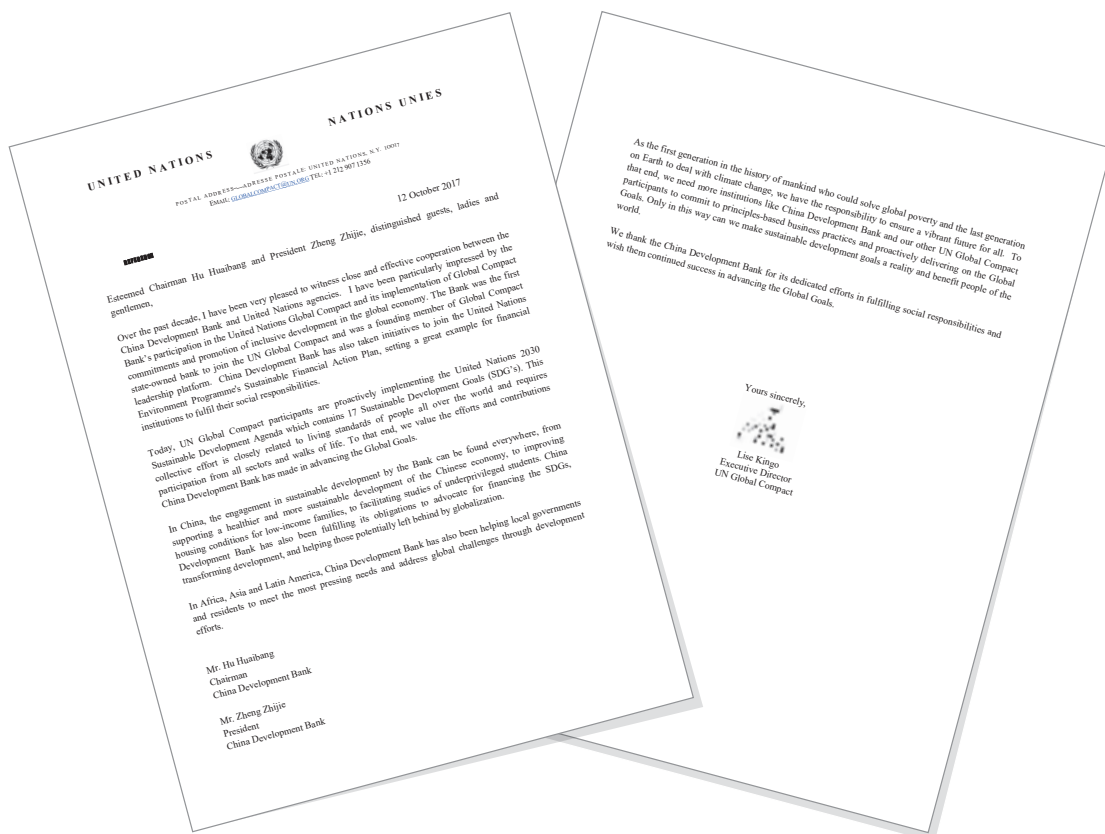 UNITED NATIONS
NATIONS UNIES
POSTAL ADDRESS—ADRESSE POSTALE: UNITED NATIONS, N.Y. 10017
EMAIL: GLOBALCOMPACT@UN.ORG TEL: +1 212 907 1356
12 October 2017
Esteemed Chairman Hu Huaibang and President Zheng Zhijie, distinguished guests, ladies and
gentlemen,
Over the past decade, I have been very pleased to witness close and effective cooperation between the
China Development Bank and United Nations agencies. I have been particularly impressed by the
Bank's participation in the United Nations Global Compact and its implementation of Global Compact
commitments and promotion of inclusive development in the global economy. The Bank was the first
state-owned bank to join the UN Global Compact and was a founding member of Global Compact
leadership platform. China Development Bank has also taken initiatives to join the United Nations
Environment Programme's Sustainable Financial Action Plan, setting a great example for financial
institutions to fulfil their social responsibilities.
Today, UN Global Compact participants are proactively implementing the United Nations 2030
Sustainable Development Agenda which contains 17 Sustainable Development Goals (SDG's). This
collective effort is closely related to living standards of people all over the world and requires
participation from all sectors and walks of life. To that end, we value the efforts and contributions
China Development Bank has made in advancing the Global Goals.
In China, the engagement in sustainable development by the Bank can be found everywhere, from
supporting a healthier and more sustainable development of the Chinese economy, to improving
housing conditions for low-income families, to facilitating studies of underprivileged students. China
Development Bank has also been fulfilling its obligations to advocate for financing the SDGs,
transforming development, and helping those potentially left behind by globalization.
In Africa, Asia and Latin America, China Development Bank has also been helping local governments
and residents to meet the most pressing needs and address global challenges through development
efforts.
Mr. Hu Huaibang
Chairman
China Development Bank
Mr. Zheng Zhijie
President
China Development Bank
As the first generation in the history of mankind who could solve global poverty and the last generation
on Earth to deal with climate change, we have the responsibility to ensure a vibrant future for all. To
that end, we need more institutions like China Development Bank and our other UN Global Compact
participants to commit to principles-based business practices and proactively delivering on the Global
Goals. Only in this way can we make sustainable development goals a reality and benefit people of the
world.
We thank the China Development Bank for its dedicated efforts in fulfilling social responsibilities and
wish them continued success in advancing the Global Goals.
Yours sincerely,
Lise Kingo
Executive Director
UN Global Compact